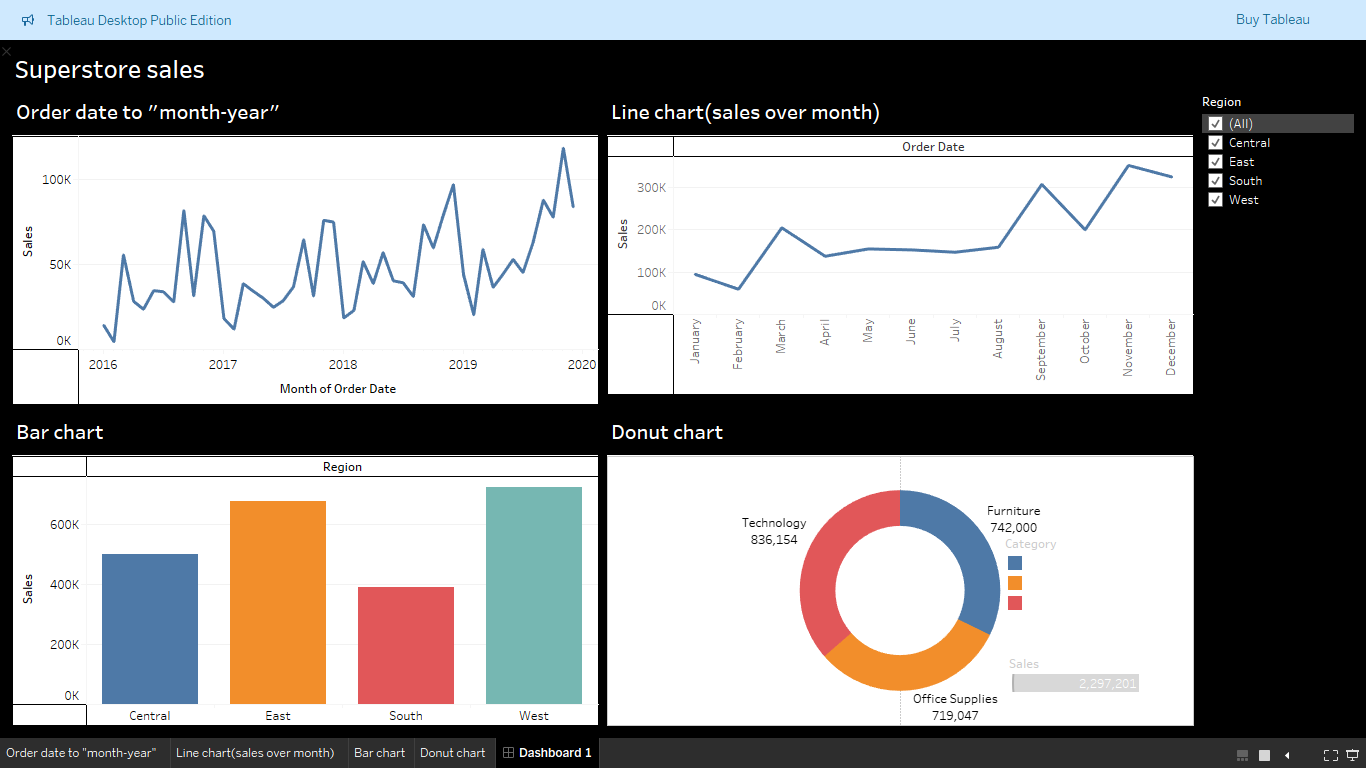 Tableau Desktop Public Edition
Buy Tableau
Superstore sales
Order date to "month-year"
100K
50K
0K
Sales
2016
2017
2018
2019
2020
Month of Order Date
Line chart(sales over month)
Order Date
300K
200K
100K
0K
Sales
January
February
March
April
May
June
July
August
September
October
November
December
Region
(All)
Central
East
South
West
Bar chart
Region
600K
400K
200K
0K
Sales
Central
East
South
West
Donut chart
Technology
836,154
Furniture
742,000
Category
Sales
2,297,201
Office Supplies
719,047
Order date to "month-year"
Line chart(sales over month)
Bar chart
Donut chart
Dashboard 1